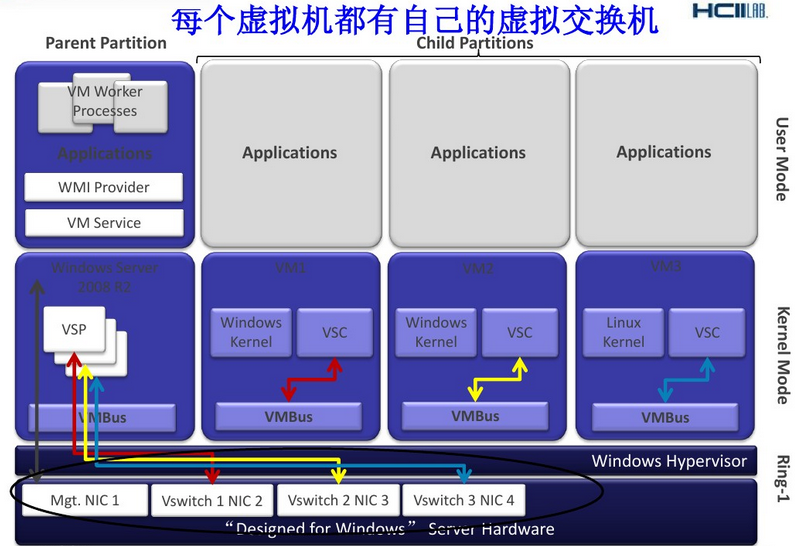 每个虚拟机都有自己的虚拟交换机
HCII LAB.
Parent Partition
Child Partitions
VM Worker
Processes
Applications
WMI Provider
VM Service
Applications
Applications
Applications
User Mode
Windows Server
2008 R2
VSP
VMBus
VM1
Windows
Kernel
VSC
VMBus
VM2
Windows
Kernel
VSC
VMBus
VM3
Linux
Kernel
VSC
VMBus
Kernel Mode
Windows Hypervisor
Ring-1
Mgt. NIC 1
Vswitch 1 NIC 2
Vswitch 2 NIC 3
Vswitch 3 NIC 4
“Designed for Windows” Server Hardware